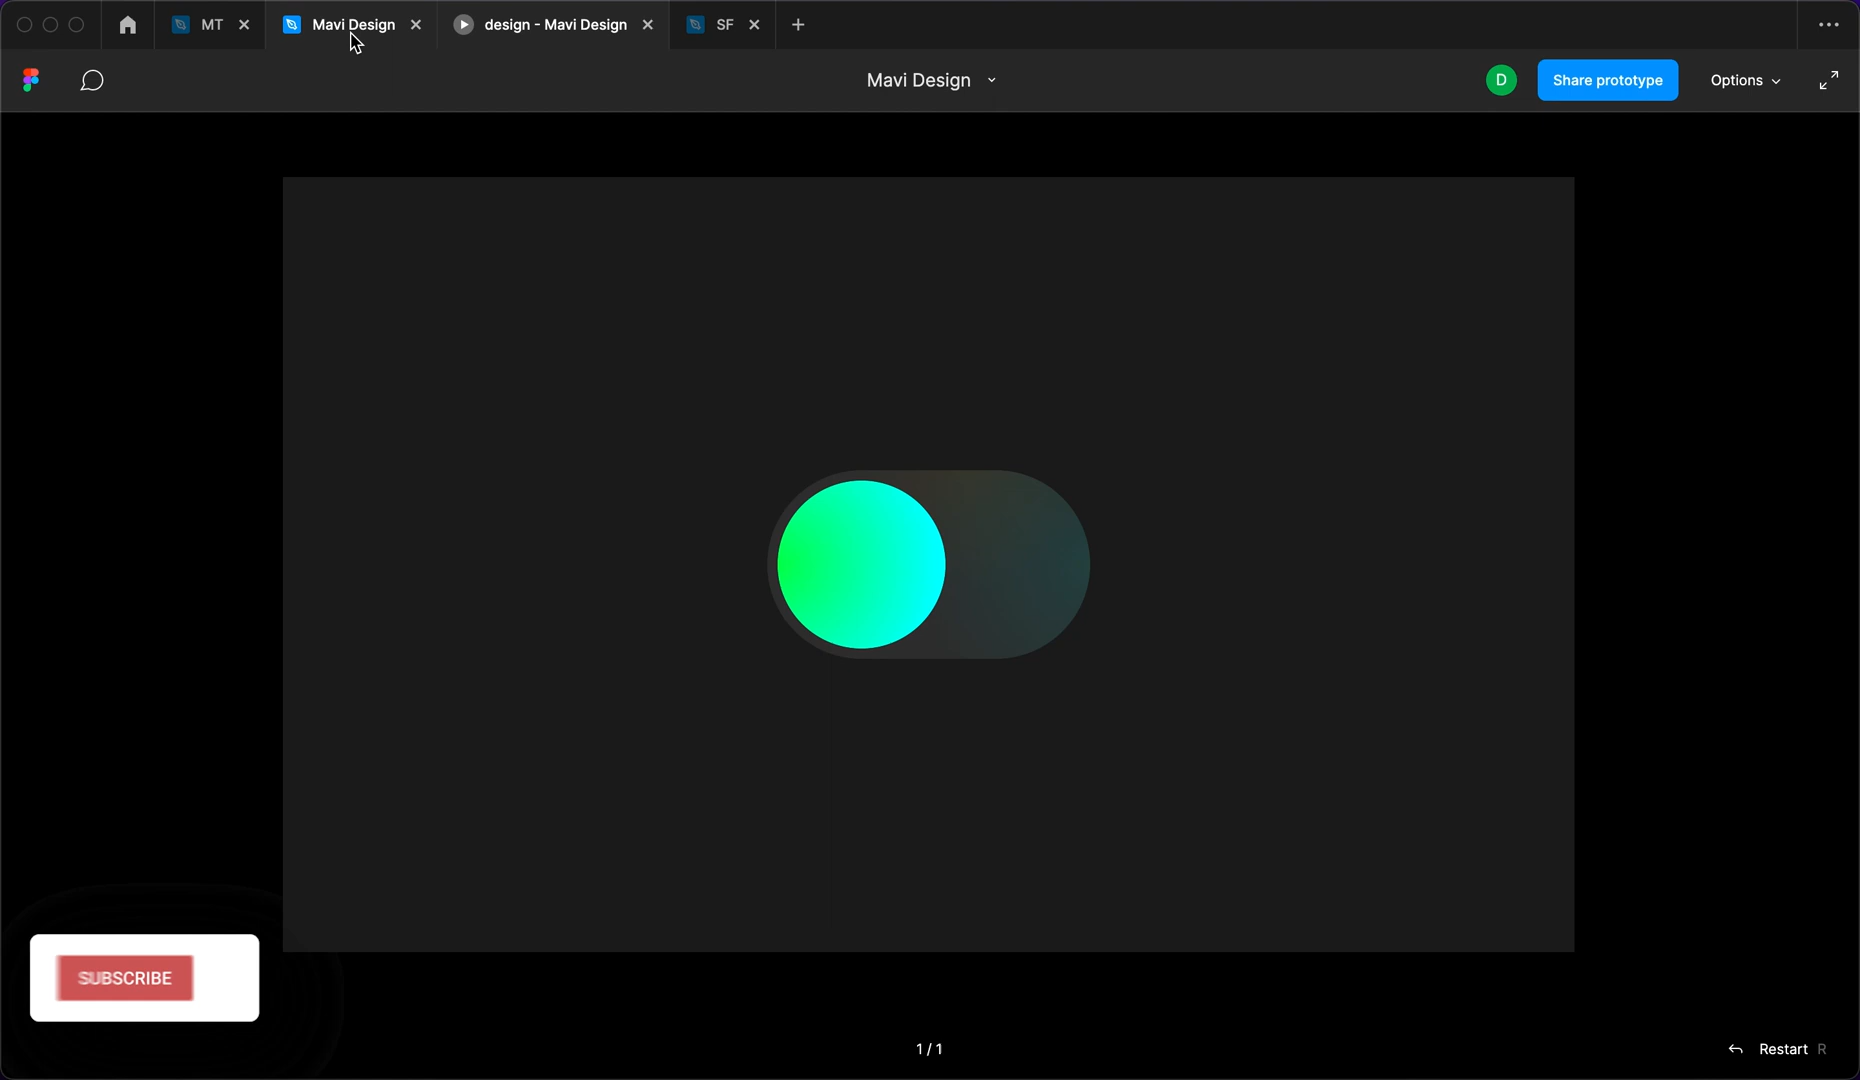 MT
Mavi Design
design - Mavi Design
SF
Mavi Design
D
Share prototype
Options
SUBSCRIBE
1 / 1
Restart R